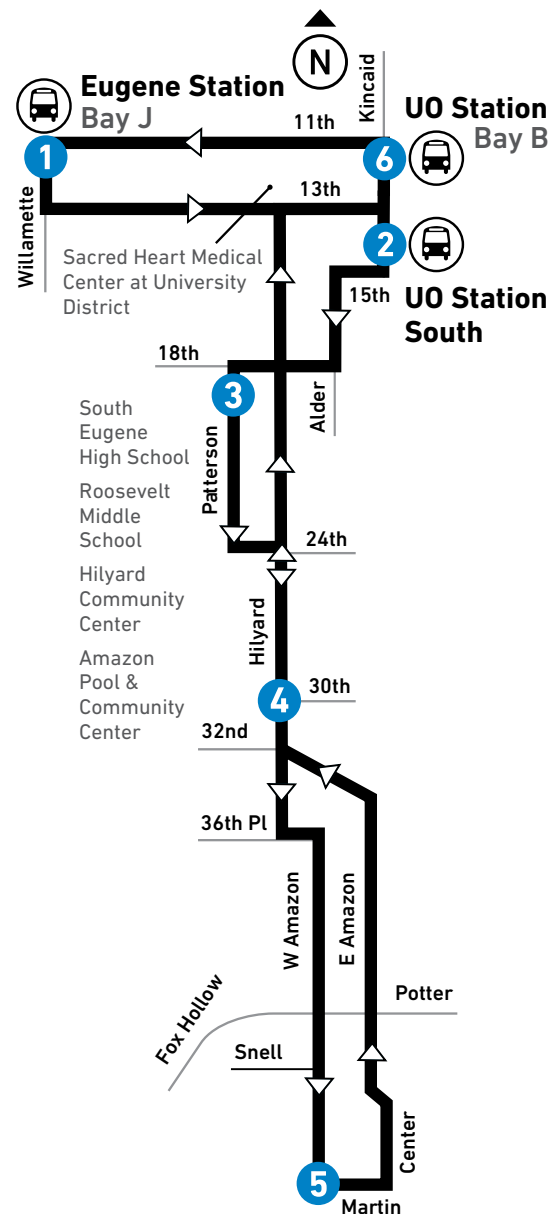 N
Kincaid
Eugene Station
Bay J
UO Station
Bay B
11th
1
6
13th
Willamette
2
Sacred Heart Medical
Center at University
District
15th
UO Station
South
18th
3
Alder
South
Eugene
High School
Patterson
Roosevelt
Middle
School
24th
Hilyard
Community
Center
Hilyard
Amazon
Pool &
Community
Center
4
30th
32nd
36th Pl
W Amazon
E Amazon
Potter
Fox Hollow
Snell
Center
5
Martin